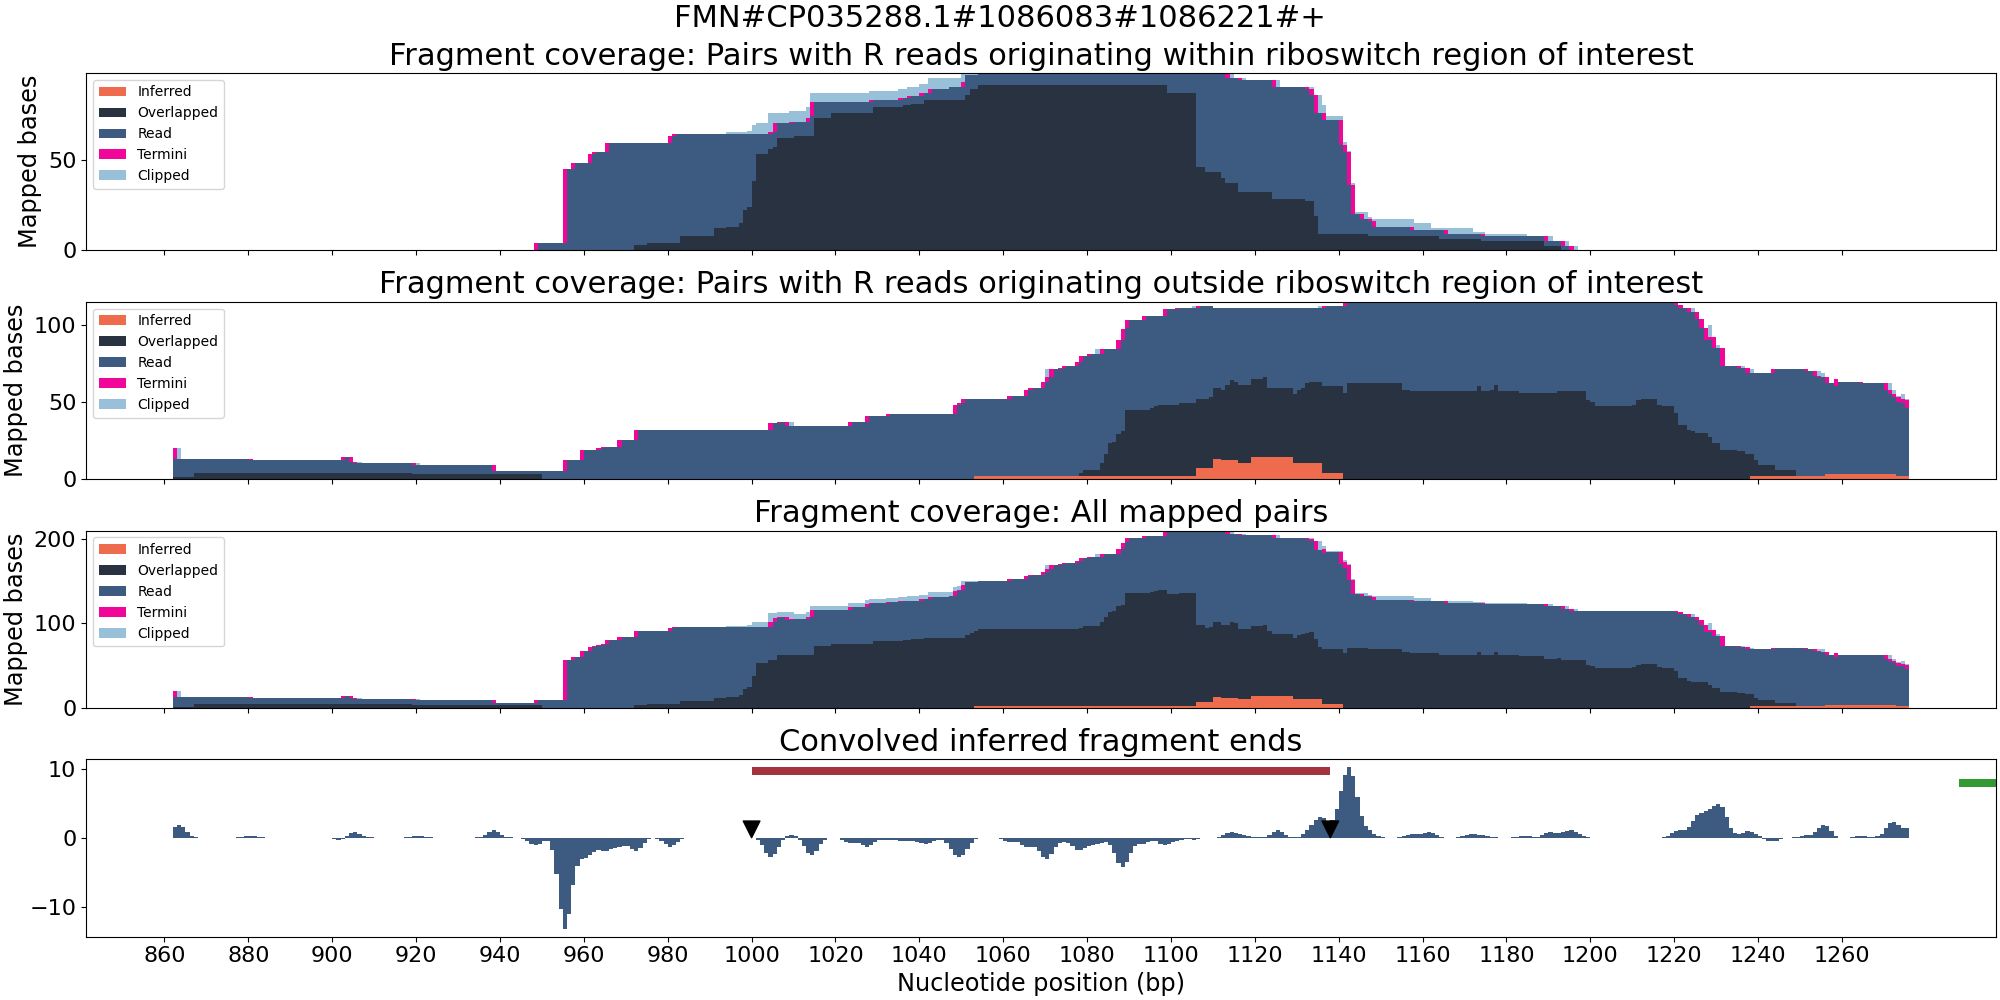 FMN#CP035288.1#1086083#1086221#+
Fragment coverage: Pairs with R reads originating within riboswitch region of interest
Mapped bases
50
0
Inferred
Overlapped
Read
Termini
Clipped
Fragment coverage: Pairs with R reads originating outside riboswitch region of interest
Mapped bases
100
50
0
Inferred
Overlapped
Read
Termini
Clipped
Fragment coverage: All mapped pairs
Mapped bases
200
100
0
Inferred
Overlapped
Read
Termini
Clipped
Convolved inferred fragment ends
10
0
−10
860 880 900 920 940 960 980 1000 1020 1040 1060 1080 1100 1120 1140 1160 1180 1200 1220 1240 1260
Nucleotide position (bp)